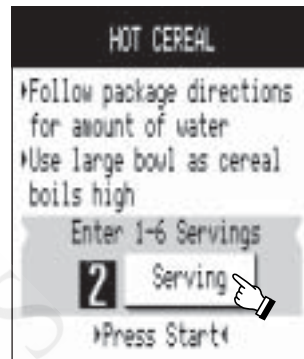 HOT CEREAL
Follow package directions
for amount of water
Use large bowl as cereal
boils high
Enter 1-6 Servings
2 Serving
Press Start